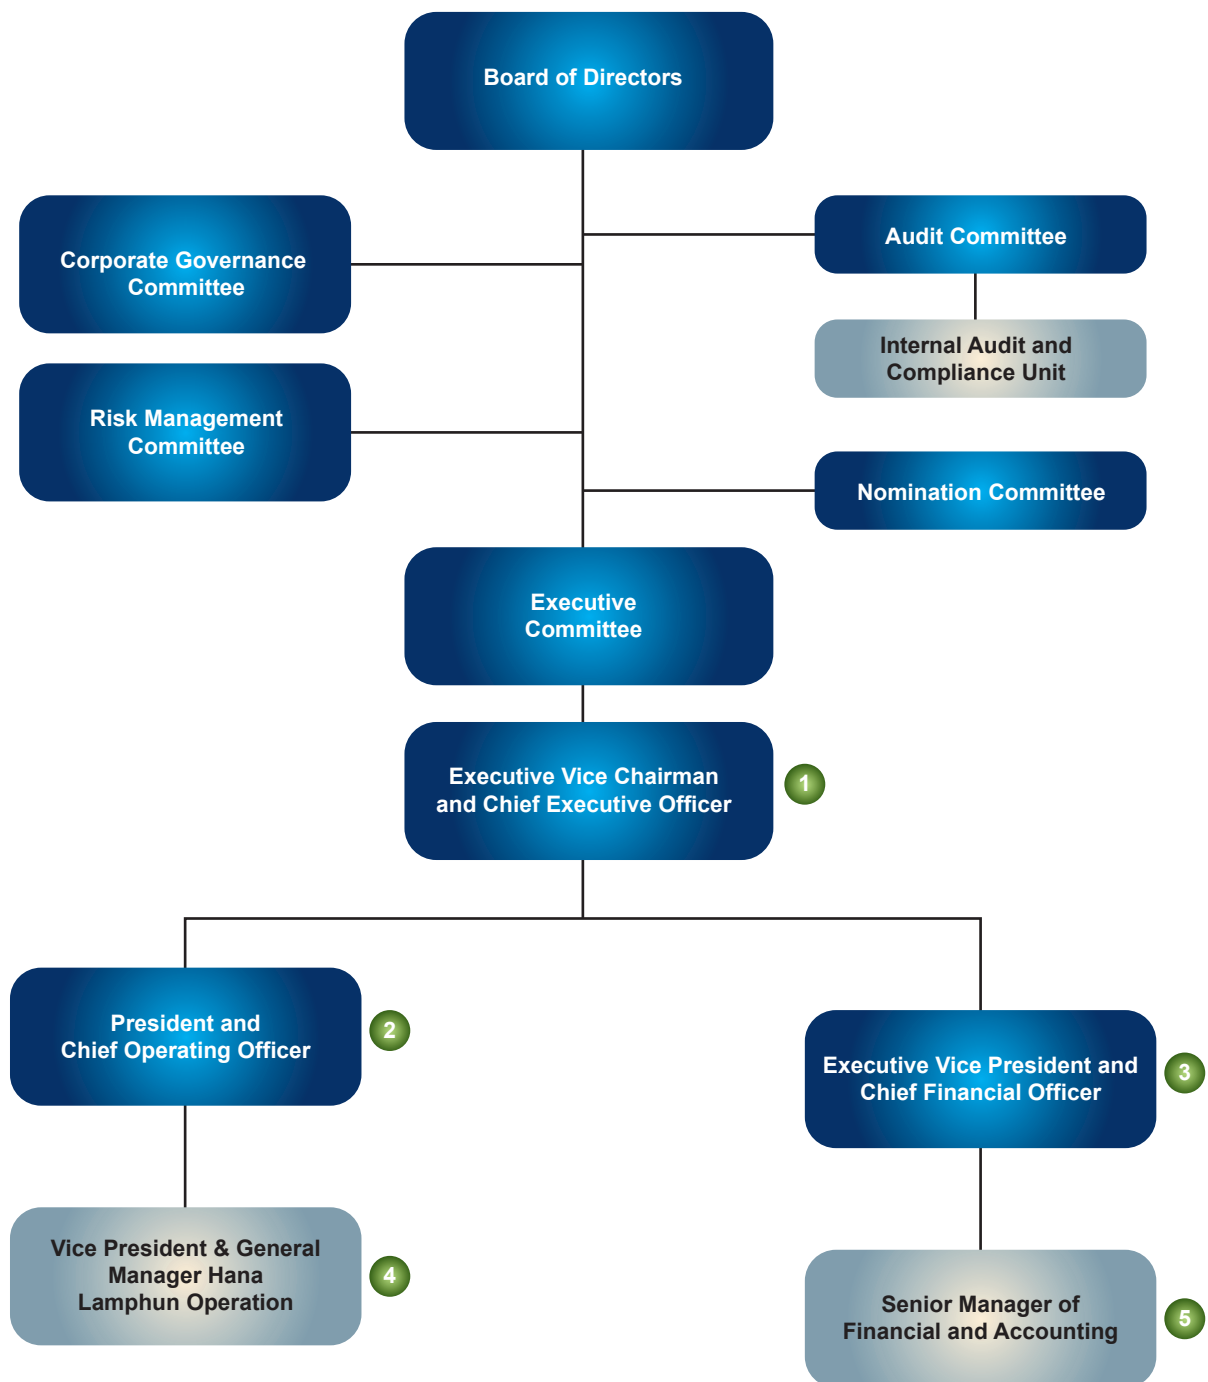 Board of Directors
Corporate Governance
Committee
Audit Committee
Internal Audit and
Compliance Unit
Risk Management
Committee
Nomination Committee
Executive
Committee
Executive Vice Chairman
and Chief Executive Officer
1
President and
Chief Operating Officer
2
Executive Vice President and
Chief Financial Officer
3
Vice President & General
Manager Hana
Lamphun Operation
4
Senior Manager of
Financial and Accounting
5